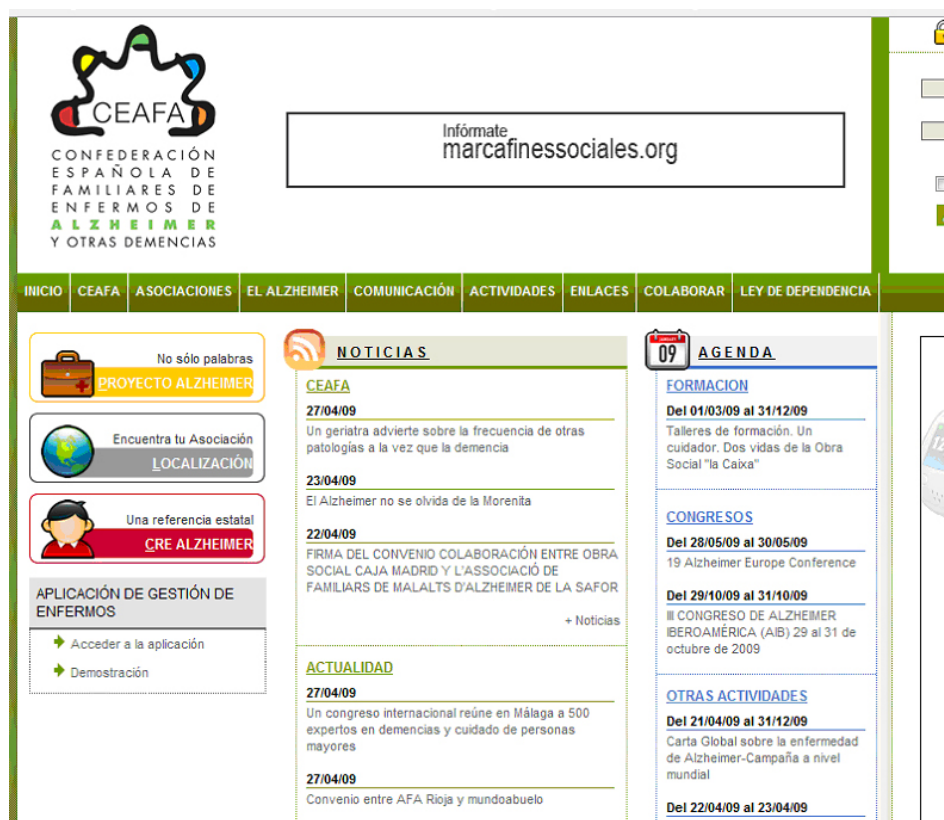 CEAFA
CONFEDERACIÓN
ESPAÑOLA DE
FAMILIARES DE
ENFERMOS DE
ALZHEIMER
Y OTRAS DEMENCIAS
Infórmate
marcafinessociales.org
INICIO CEAFA ASOCIACIONES EL ALZHEIMER COMUNICACIÓN ACTIVIDADES ENLACES COLABORAR LEY DE DEPENDENCIA
No sólo palabras
PROYECTO ALZHEIMER
Encuentra tu Asociación
LOCALIZACIÓN
Una referencia estatal
CRE ALZHEIMER
APLICACIÓN DE GESTIÓN DE
ENFERMOS
Acceder a la aplicación
Demostración
NOTICIAS
CEAFA
27/04/09
Un geriatra advierte sobre la frecuencia de otras
patologías a la vez que la demencia
23/04/09
El Alzheimer no se olvida de la Morenita
22/04/09
FIRMA DEL CONVENIO COLABORACIÓN ENTRE OBRA
SOCIAL CAJA MADRID Y L'ASSOCIACIÓ DE
FAMILIARS DE MALALTS D'ALZHEIMER DE LA SAFOR
+ Noticias
ACTUALIDAD
27/04/09
Un congreso internacional reúne en Málaga a 500
expertos en demencias y cuidado de personas
mayores
27/04/09
Convenio entre AFA Rioja y mundoabuelo
09
AGENDA
FORMACION
Del 01/03/09 al 31/12/09
Talleres de formación. Un
cuidador. Dos vidas de la Obra
Social "la Caixa"
CONGRESOS
Del 28/05/09 al 30/05/09
19 Alzheimer Europe Conference
Del 29/10/09 al 31/10/09
III CONGRESO DE ALZHEIMER
IBEROAMÉRICA (AIB) 29 al 31 de
octubre de 2009
OTRAS ACTIVIDADES
Del 21/04/09 al 31/12/09
Carta Global sobre la enfermedad
de Alzheimer-Campaña a nivel
mundial
Del 22/04/09 al 23/04/09